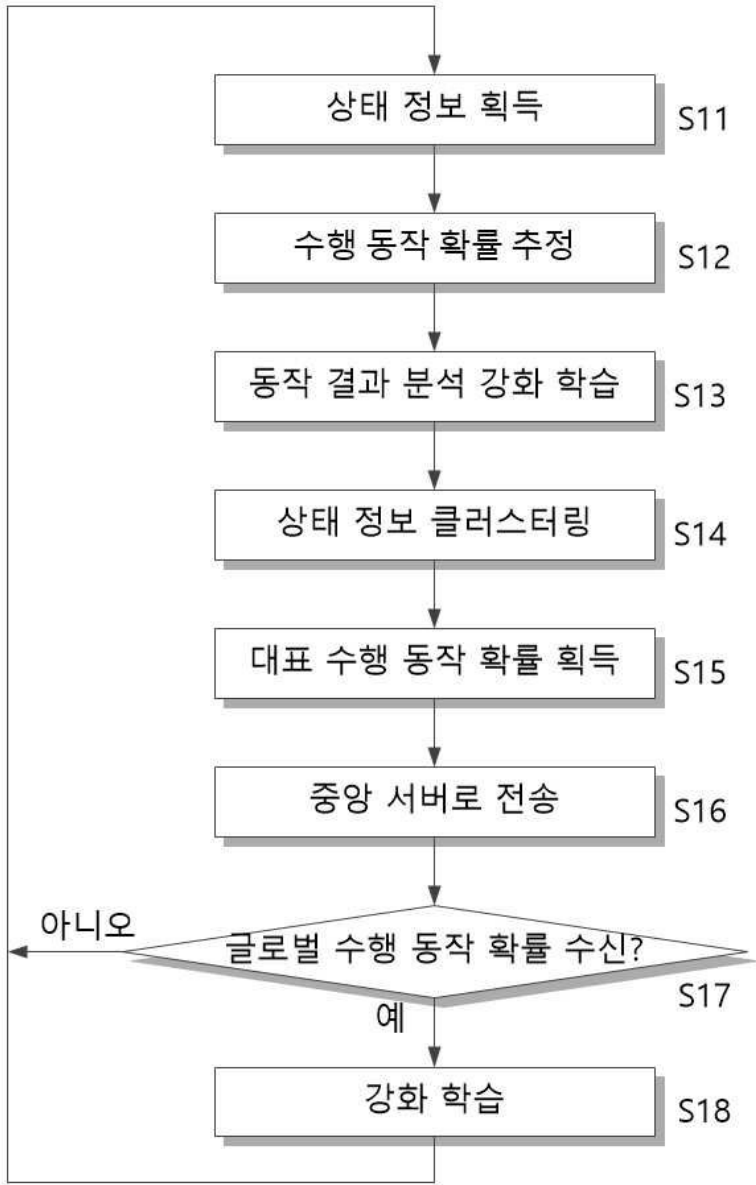 상태 정보 획득
S11
수행 동작 확률 추정
S12
동작 결과 분석 강화 학습
S13
상태 정보 클러스터링
S14
대표 수행 동작 확률 획득
S15
중앙 서버로 전송
S16
아니오
글로벌 수행 동작 확률 수신?
S17
예
강화 학습
S18